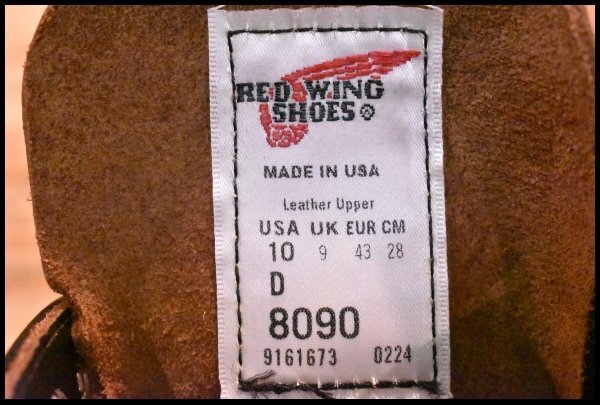 RED WING
SHOES®
MADE IN USA
Leather Upper
USA UK EUR CM
10 9 43 28
D
8090
9161673 0224